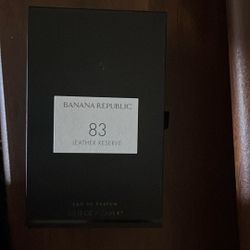 BANANA REPUBLIC
83
LEATHER RESERVE
EAU DE PARFUM